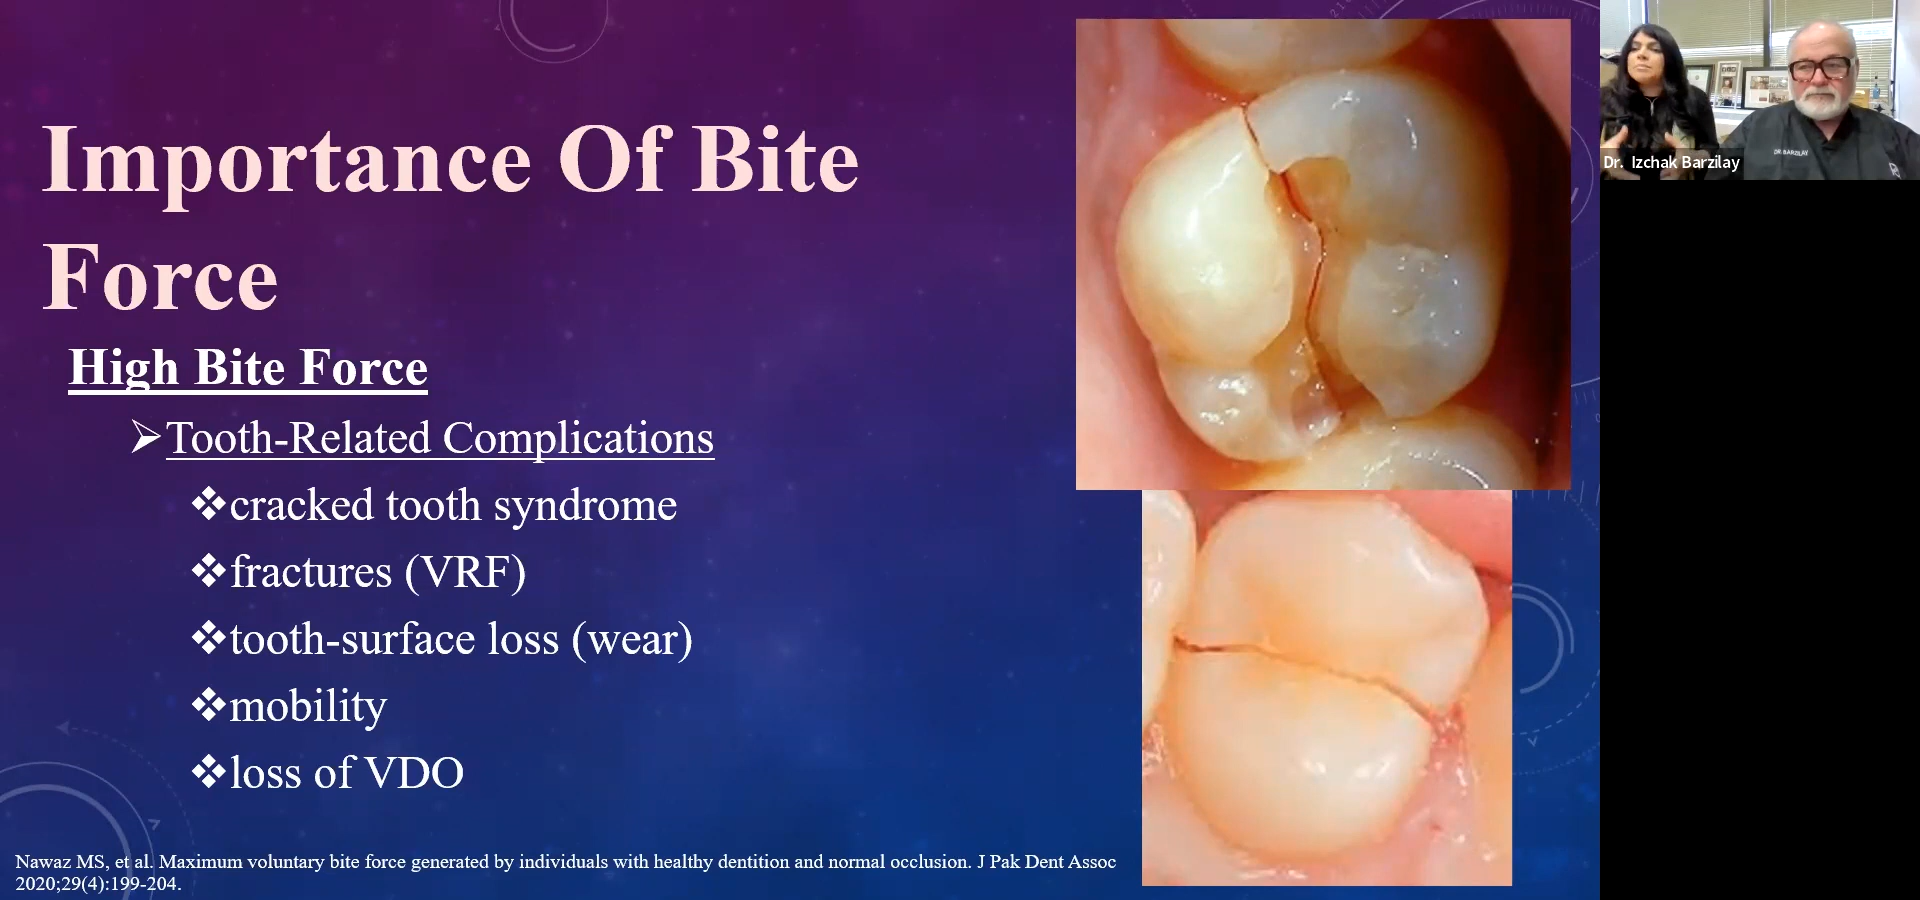 Importance Of Bite
Force
High Bite Force
Tooth-Related Complications
cracked tooth syndrome
fractures (VRF)
tooth-surface loss (wear)
mobility
loss of VDO
Nawaz MS, et al. Maximum voluntary bite force generated by individuals with healthy dentition and normal occlusion. J Pak Dent Assoc
2020;29(4):199-204.
Dr. Izchak Barzilay
DR. BARZILAY